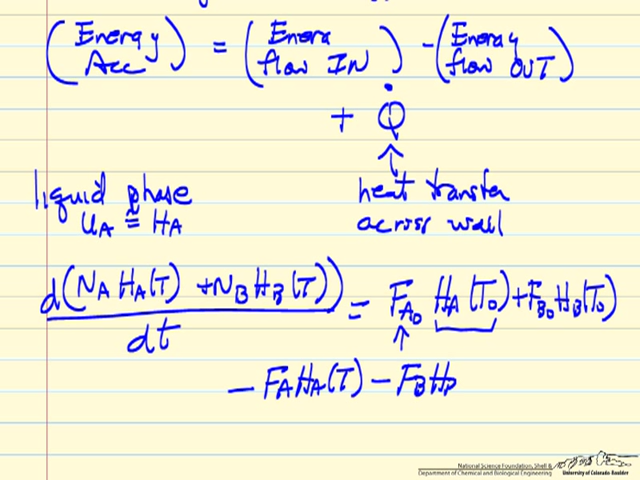 (Energy Acc) = (Energ flow IN) - (Energy flow OUT)
+ Q̇
liquid phase
U_A ≅ H_A
heat transfer
across wall
d(N_A H_A(T) + N_B H_B(T))/dt = F_A0 H_A(T_0) + F_B0 H_B(T_0)
- F_A H_A(T) - F_B H
National Science Foundation, Shell &
Department of Chemical and Biological Engineering
University of Colorado Boulder